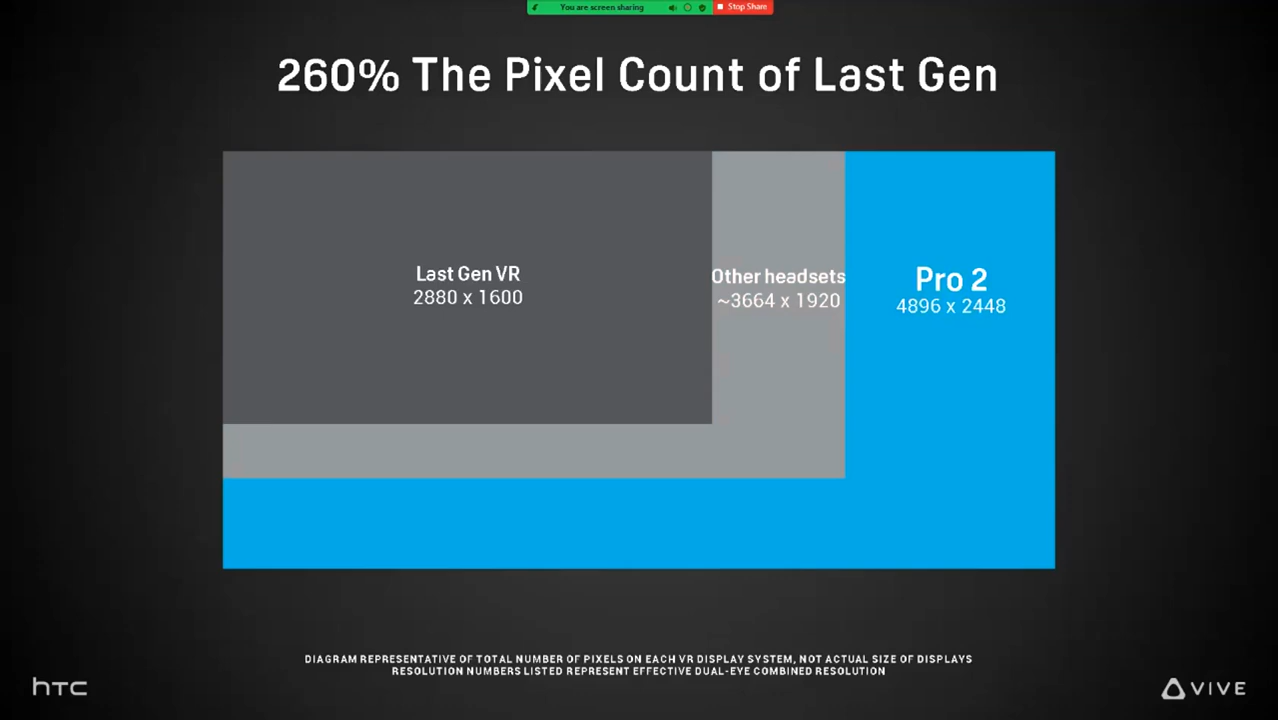 You are screen sharing
Stop Share
260% The Pixel Count of Last Gen
Last Gen VR
2880 x 1600
Other headsets
~3664 x 1920
Pro 2
4896 x 2448
DIAGRAM REPRESENTATIVE OF TOTAL NUMBER OF PIXELS ON EACH VR DISPLAY SYSTEM, NOT ACTUAL SIZE OF DISPLAYS
RESOLUTION NUMBERS LISTED REPRESENT EFFECTIVE DUAL-EYE COMBINED RESOLUTION
hTC
VIVE